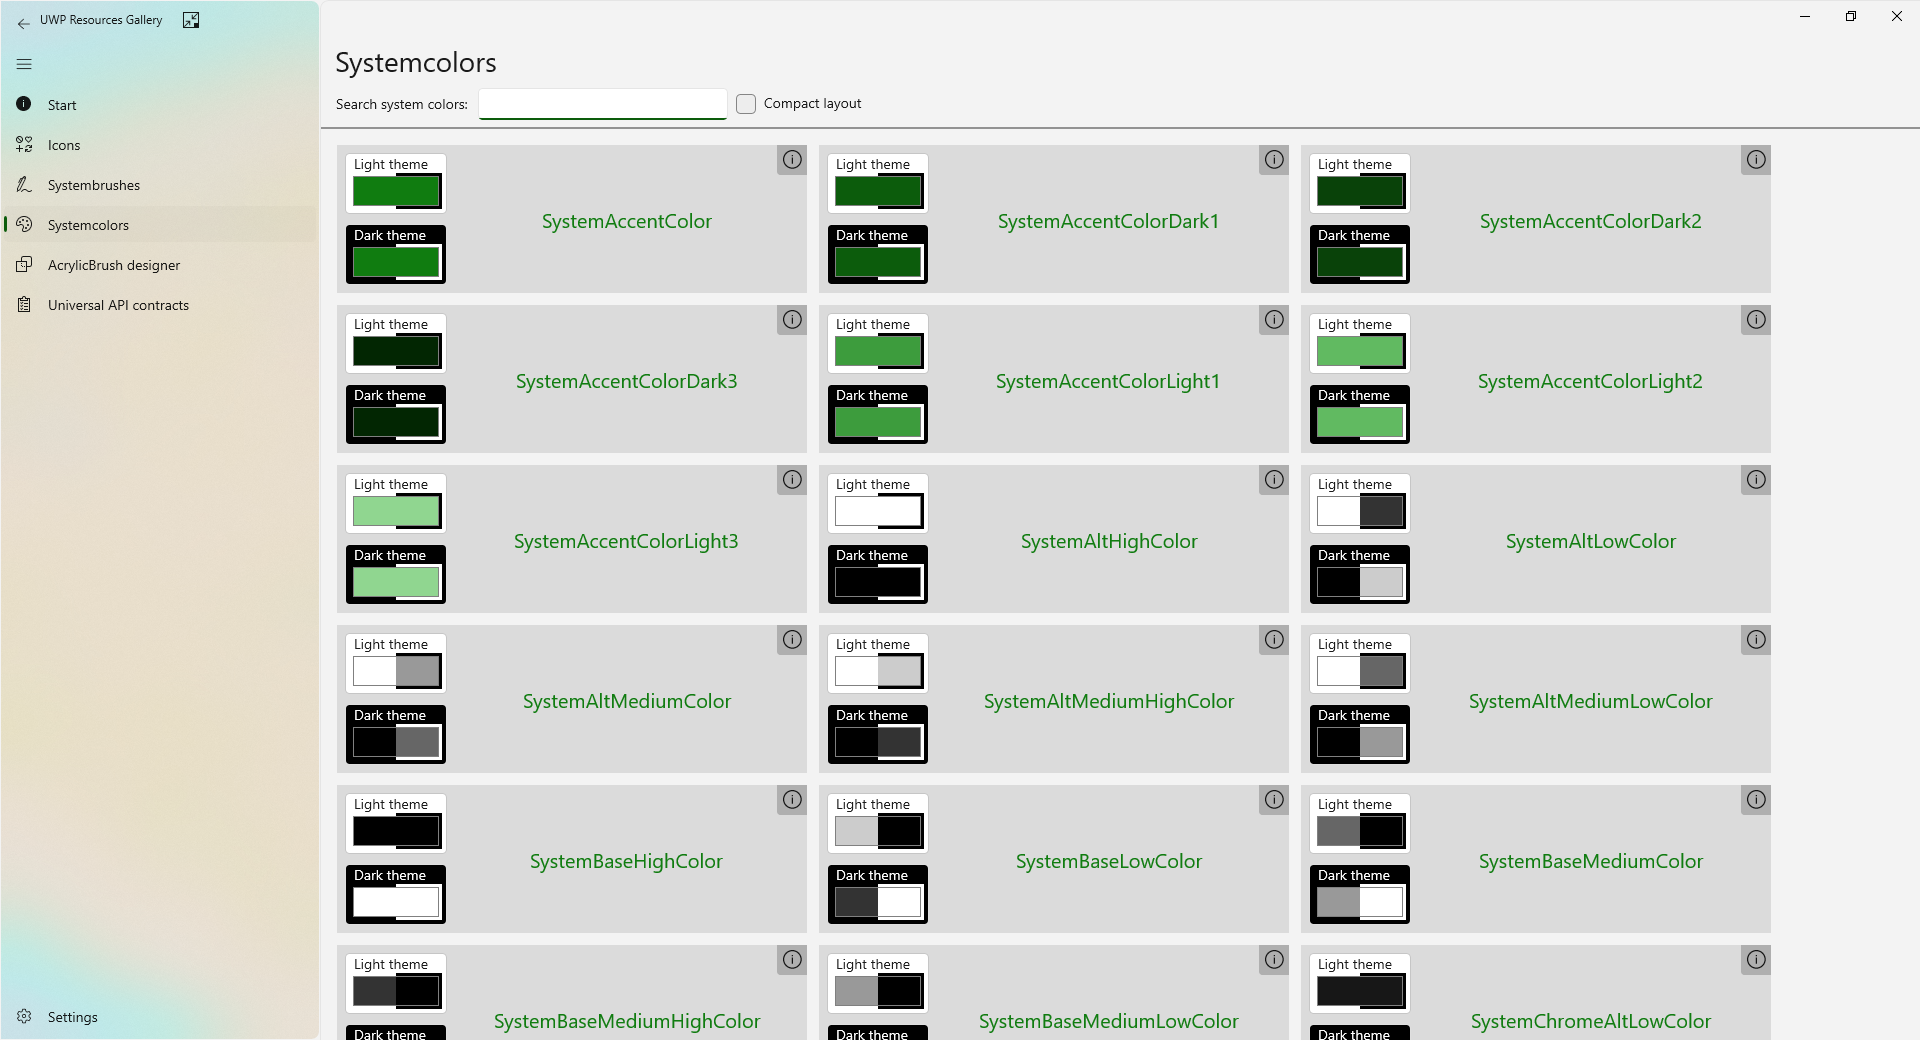 UWP Resources Gallery
Start
Icons
Systembrushes
Systemcolors
AcrylicBrush designer
Universal API contracts
Settings
Systemcolors
Search system colors:
Compact layout
Light theme
Dark theme
SystemAccentColor
Light theme
Dark theme
SystemAccentColorDark1
Light theme
Dark theme
SystemAccentColorDark2
Light theme
Dark theme
SystemAccentColorDark3
Light theme
Dark theme
SystemAccentColorLight1
Light theme
Dark theme
SystemAccentColorLight2
Light theme
Dark theme
SystemAccentColorLight3
Light theme
Dark theme
SystemAltHighColor
Light theme
Dark theme
SystemAltLowColor
Light theme
Dark theme
SystemAltMediumColor
Light theme
Dark theme
SystemAltMediumHighColor
Light theme
Dark theme
SystemAltMediumLowColor
Light theme
Dark theme
SystemBaseHighColor
Light theme
Dark theme
SystemBaseLowColor
Light theme
Dark theme
SystemBaseMediumColor
Light theme
Dark theme
SystemBaseMediumHighColor
Light theme
Dark theme
SystemBaseMediumLowColor
Light theme
Dark theme
SystemChromeAltLowColor